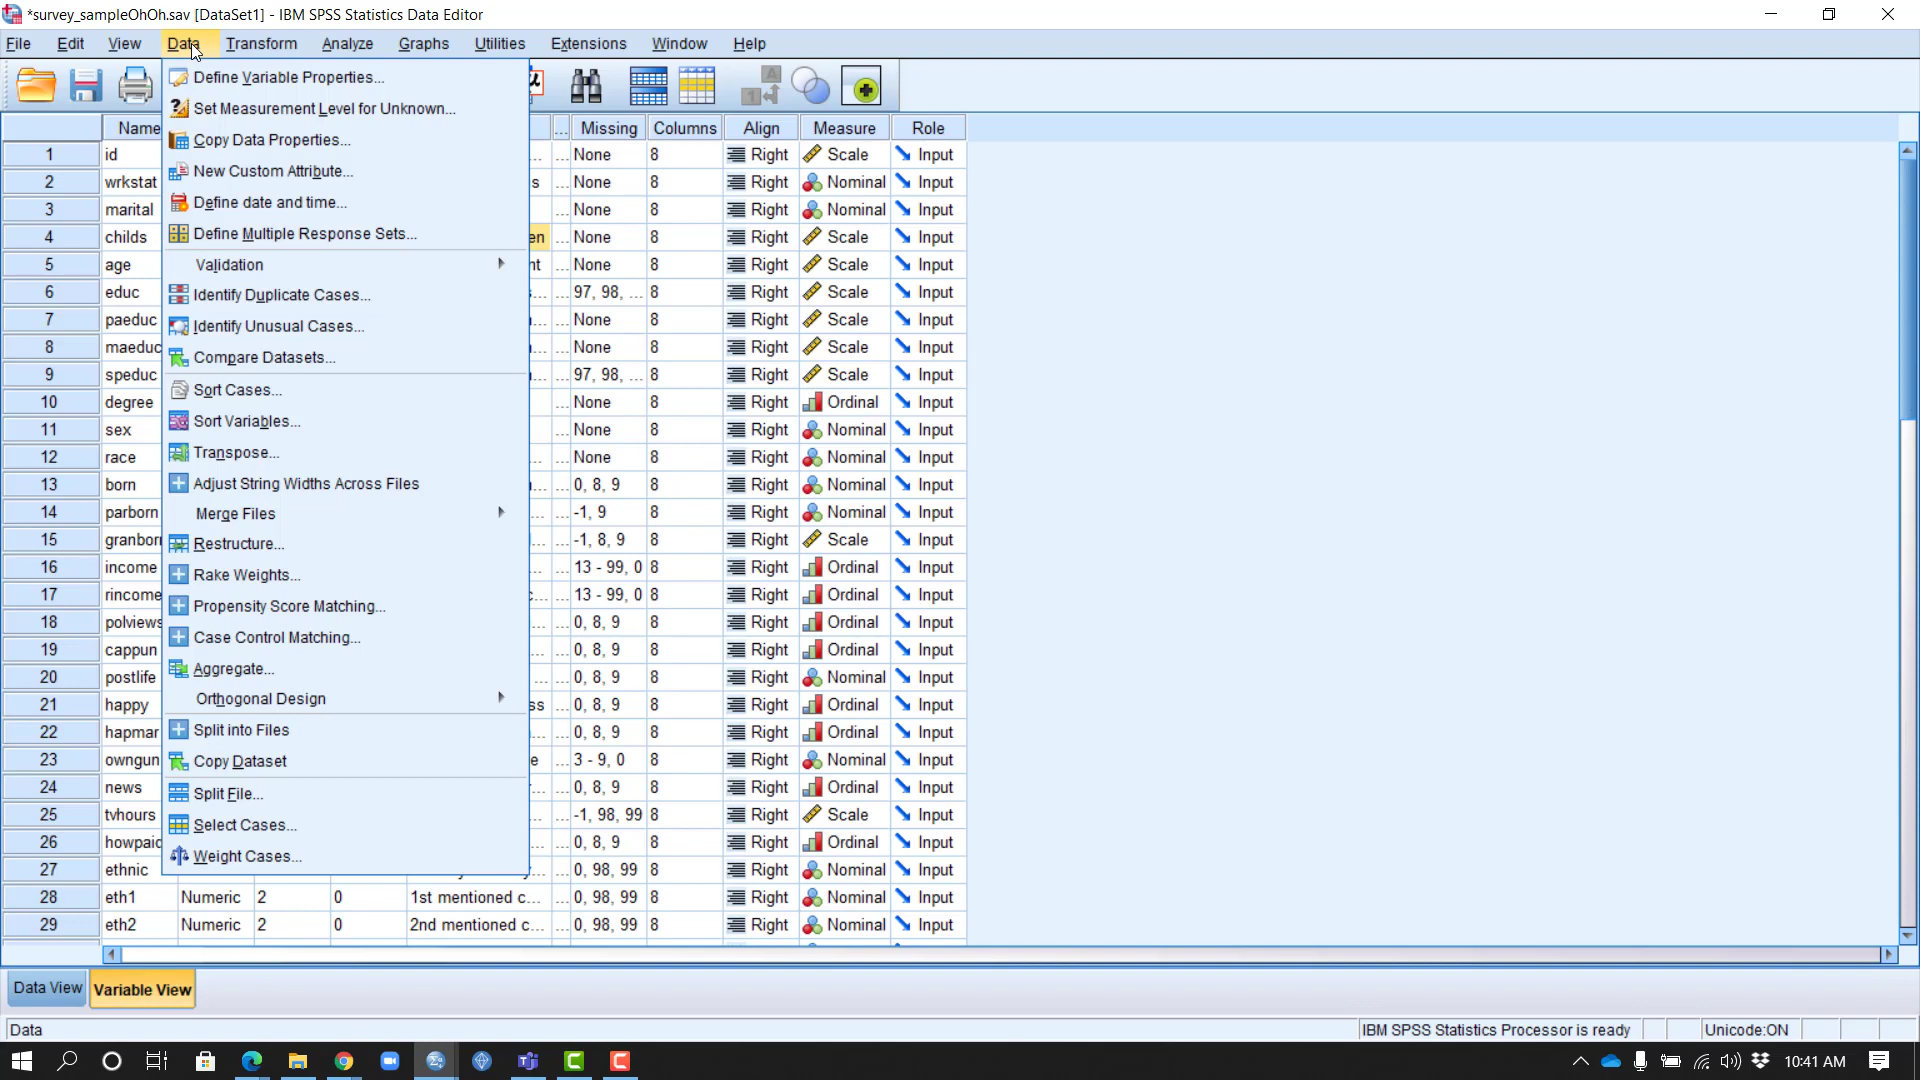 *survey_sampleOhOh.sav [DataSet1] - IBM SPSS Statistics Data Editor
File Edit View Data Transform Analyze Graphs Utilities Extensions Window Help
Define Variable Properties...
Set Measurement Level for Unknown...
Copy Data Properties...
New Custom Attribute...
Define date and time...
Define Multiple Response Sets...
Validation
Identify Duplicate Cases...
Identify Unusual Cases...
Compare Datasets...
Sort Cases...
Sort Variables...
Transpose...
Adjust String Widths Across Files
Merge Files
Restructure...
Rake Weights...
Propensity Score Matching...
Case Control Matching...
Aggregate...
Orthogonal Design
Split into Files
Copy Dataset
Split File...
Select Cases...
Weight Cases...
Name ... Missing Columns Align Measure Role
1 id ... ... None 8 Right Scale Input
2 wrkstat s ... None 8 Right Nominal Input
3 marital ... None 8 Right Nominal Input
4 childs en ... None 8 Right Scale Input
5 age nt ... None 8 Right Scale Input
6 educ s... ... 97, 98, ... 8 Right Scale Input
7 paeduc ... ... None 8 Right Scale Input
8 maeduc ... ... None 8 Right Scale Input
9 speduc ... ... 97, 98, ... 8 Right Scale Input
10 degree ... None 8 Right Ordinal Input
11 sex ... None 8 Right Nominal Input
12 race ... None 8 Right Nominal Input
13 born ... ... 0, 8, 9 8 Right Nominal Input
14 parborn ... ... -1, 9 8 Right Nominal Input
15 granborn ... ... -1, 8, 9 8 Right Scale Input
16 income ... ... 13 - 99, 0 8 Right Ordinal Input
17 rincome c... ... 13 - 99, 0 8 Right Ordinal Input
18 polviews ... ... 0, 8, 9 8 Right Ordinal Input
19 cappun ... ... 0, 8, 9 8 Right Ordinal Input
20 postlife ... ... 0, 8, 9 8 Right Nominal Input
21 happy ss ... 0, 8, 9 8 Right Ordinal Input
22 hapmar ... ... 0, 8, 9 8 Right Ordinal Input
23 owngun e ... 3 - 9, 0 8 Right Nominal Input
24 news r... ... 0, 8, 9 8 Right Ordinal Input
25 tvhours ... ... -1, 98, 99 8 Right Scale Input
26 howpaid ... ... 0, 8, 9 8 Right Ordinal Input
27 ethnic ... ... 0, 98, 99 8 Right Nominal Input
28 eth1 Numeric 2 0 1st mentioned c... ... 0, 98, 99 8 Right Nominal Input
29 eth2 Numeric 2 0 2nd mentioned c... ... 0, 98, 99 8 Right Nominal Input
Data View Variable View
Data IBM SPSS Statistics Processor is ready Unicode:ON
10:41 AM